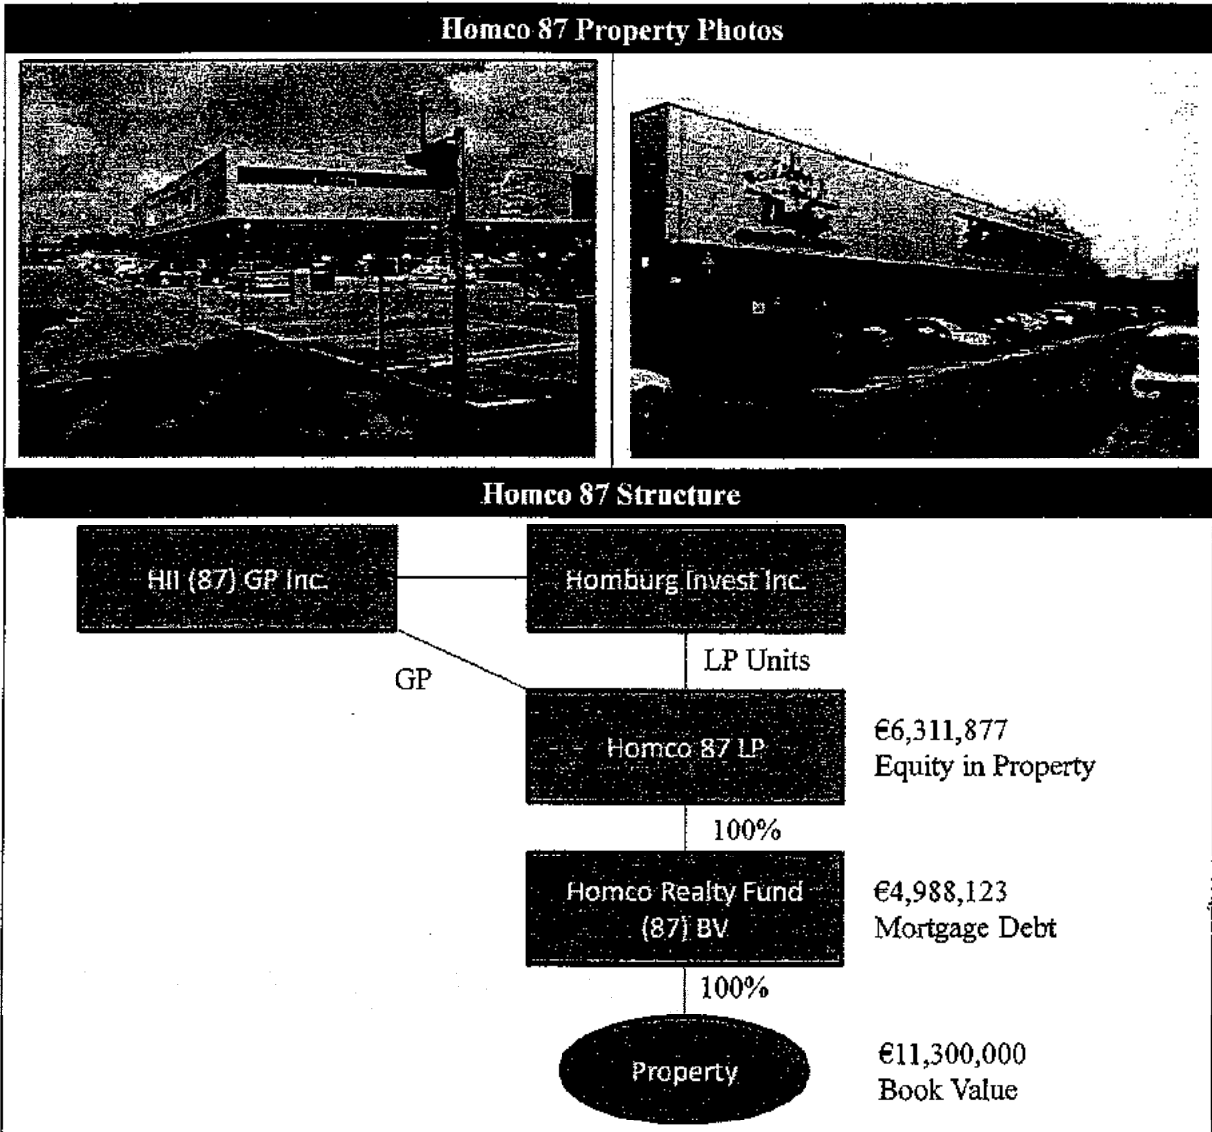 Homco 87 Property Photos
Homco 87 Structure
HII (87) GP Inc.
Homburg Invest Inc.
LP Units
GP
Homco 87 LP
€6,311,877
Equity in Property
100%
Homco Realty Fund
(87) BV
€4,988,123
Mortgage Debt
100%
Property
€11,300,000
Book Value